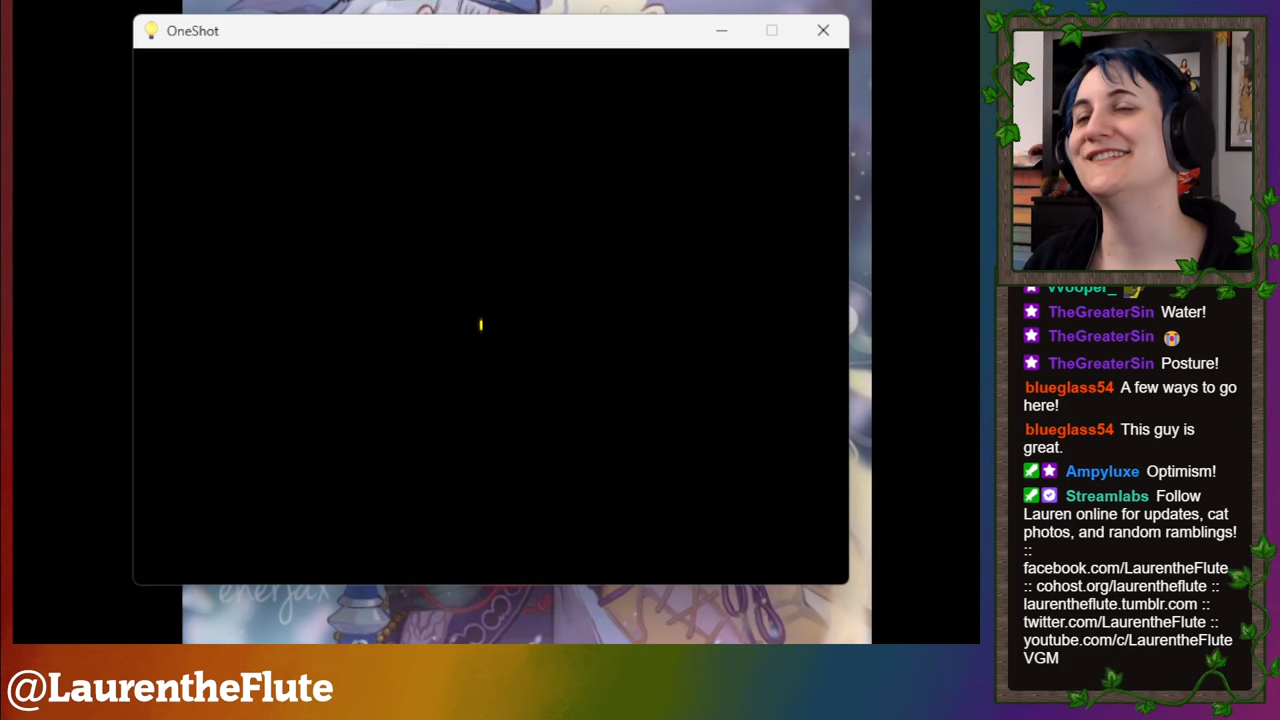 OneShot
enerjax
Wooper_
TheGreaterSin Water!
TheGreaterSin
TheGreaterSin Posture!
blueglass54 A few ways to go
here!
blueglass54 This guy is
great.
Ampyluxe Optimism!
Streamlabs Follow
Lauren online for updates, cat
photos, and random ramblings!
::
facebook.com/LaurentheFlute
:: cohost.org/laurentheflute ::
laurentheflute.tumblr.com ::
twitter.com/LaurentheFlute ::
youtube.com/c/LaurentheFlute
VGM
@LaurentheFlute